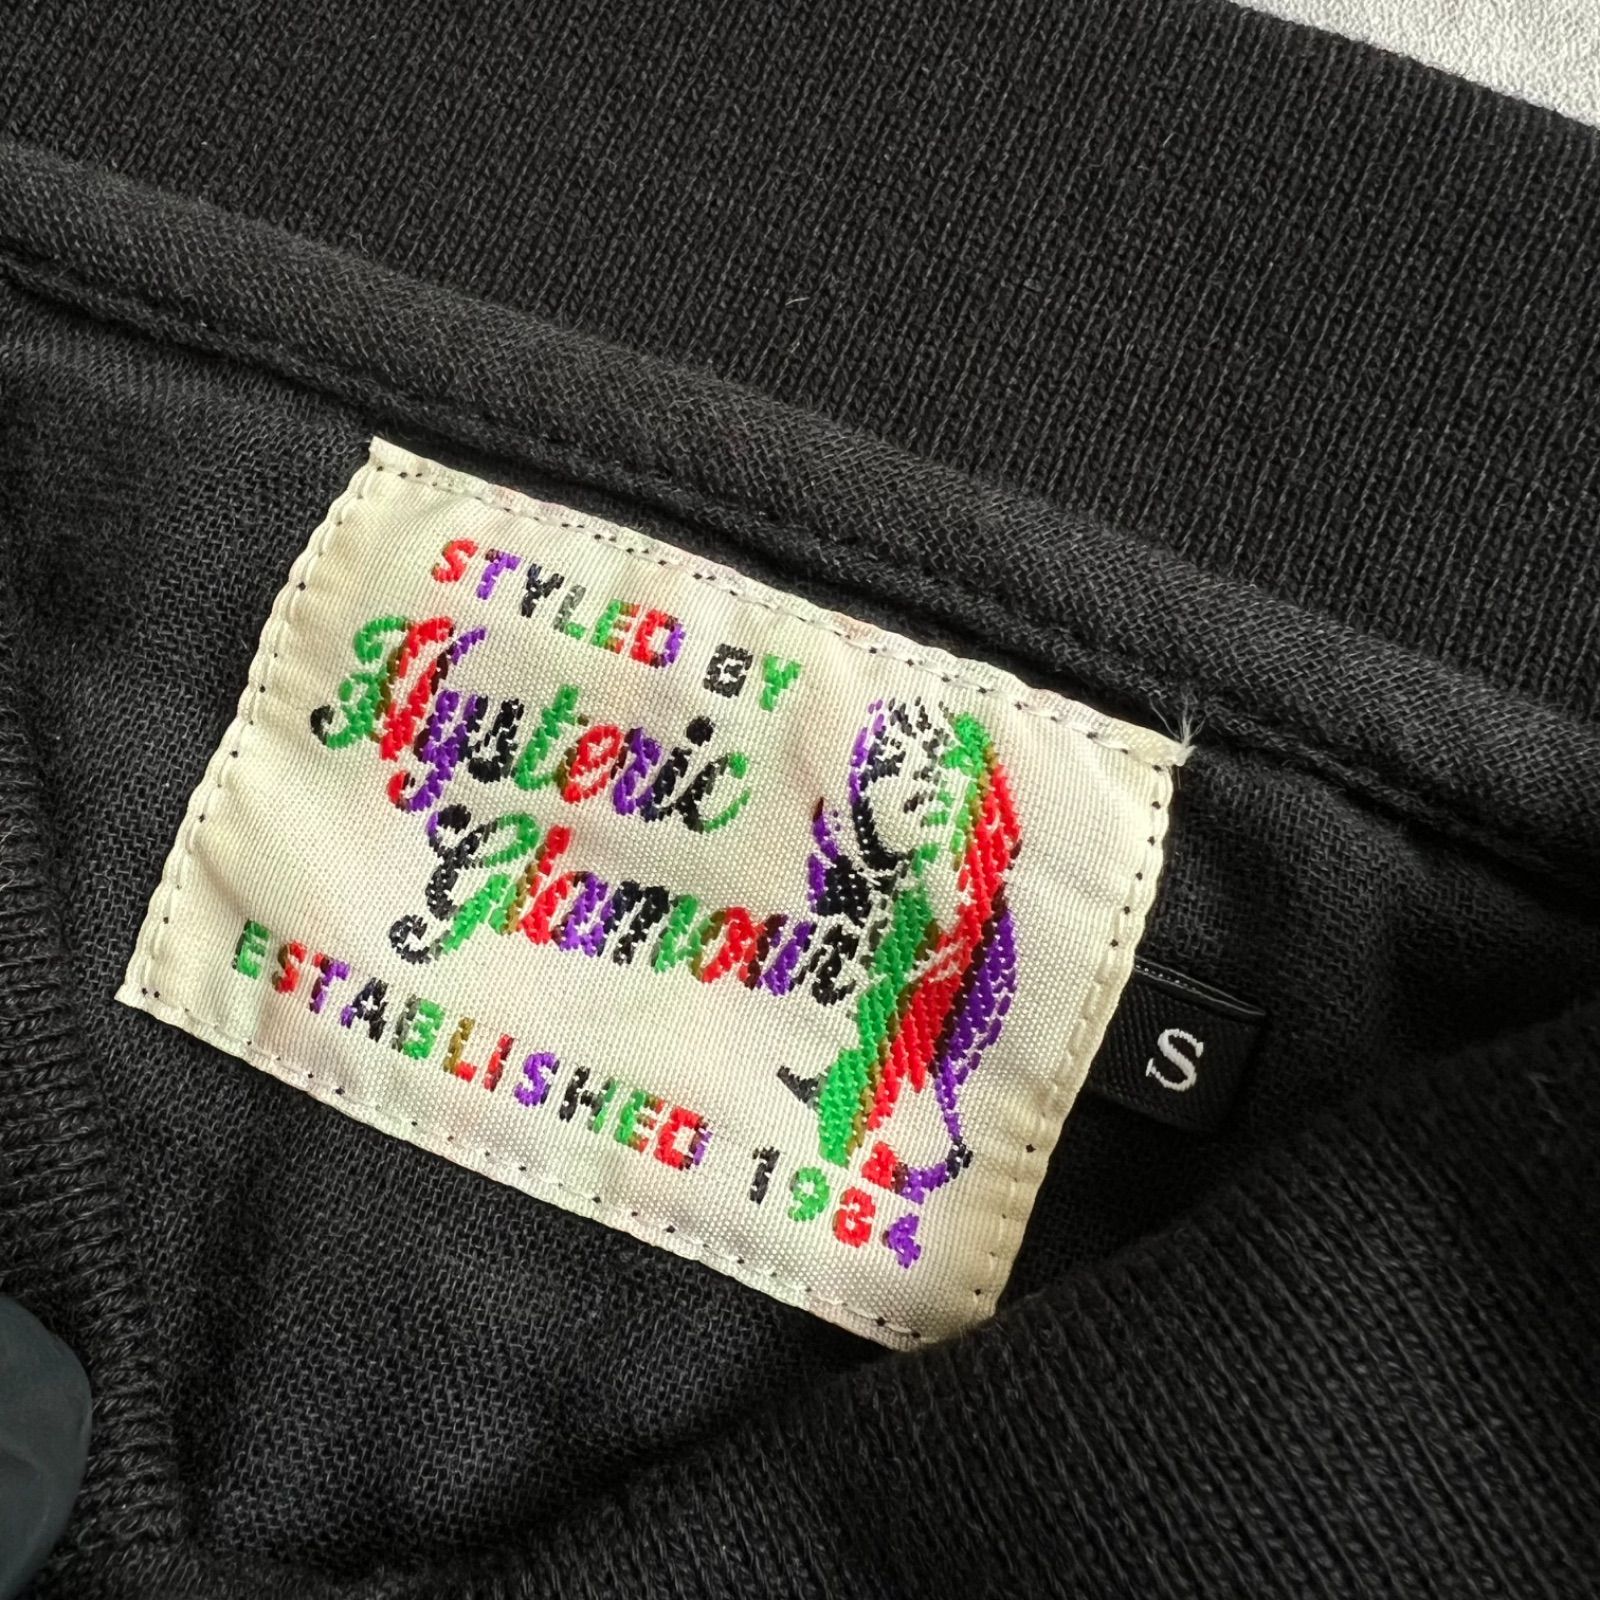 STYLED BY
Hysteric
Glamour
ESTABLISHED 1984
S